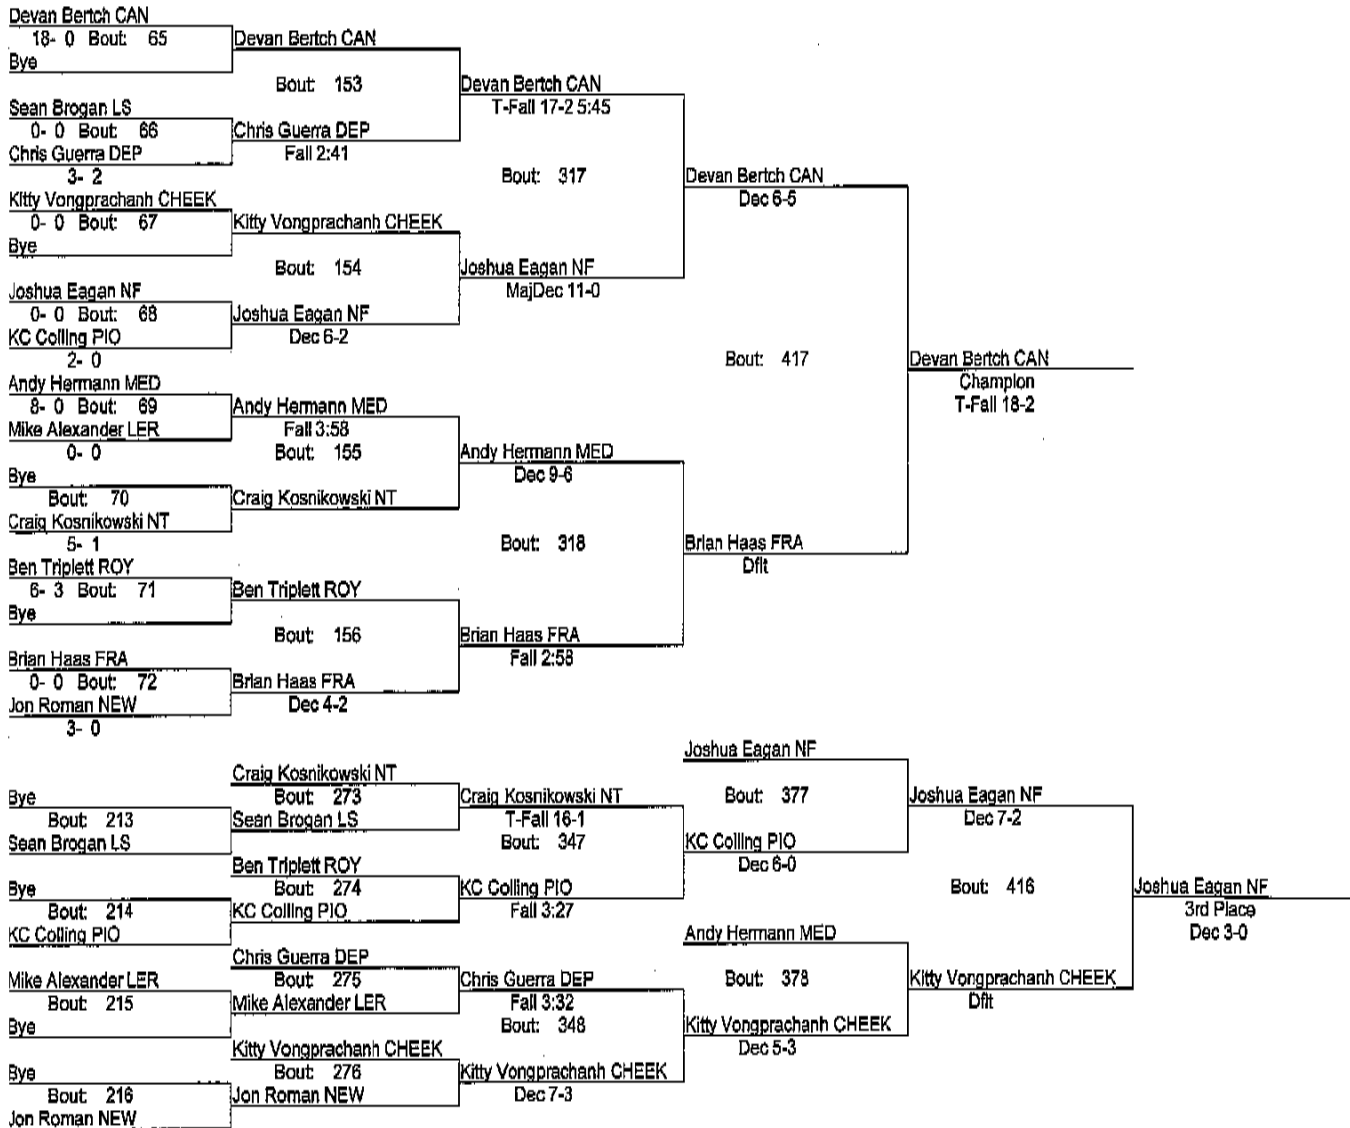 Devan Bertch CAN
18- 0 Bout: 65
Bye
Devan Bertch CAN
Bout: 153
Sean Brogan LS
0- 0 Bout: 66
Chris Guerra DEP
3- 2
Chris Guerra DEP
Fall 2:41
Devan Bertch CAN
T-Fall 17-2 5:45
Bout: 317
Kitty Vongprachanh CHEEK
0- 0 Bout: 67
Bye
Kitty Vongprachanh CHEEK
Bout: 154
Joshua Eagan NF
0- 0 Bout: 68
KC Colling PIO
2- 0
Joshua Eagan NF
Dec 6-2
Joshua Eagan NF
MajDec 11-0
Devan Bertch CAN
Dec 6-5
Bout: 417
Andy Hermann MED
8- 0 Bout: 69
Mike Alexander LER
0- 0
Andy Hermann MED
Fall 3:58
Bout: 155
Bye
Bout: 70
Craig Kosnikowski NT
5- 1
Craig Kosnikowski NT
Andy Hermann MED
Dec 9-6
Bout: 318
Ben Triplett ROY
6- 3 Bout: 71
Bye
Ben Triplett ROY
Bout: 156
Brian Haas FRA
0- 0 Bout: 72
Jon Roman NEW
3- 0
Brian Haas FRA
Dec 4-2
Brian Haas FRA
Fall 2:58
Brian Haas FRA
Dflt
Devan Bertch CAN
Champion
T-Fall 18-2
Bye
Bout: 213
Sean Brogan LS
Craig Kosnikowski NT
Bout: 273
Sean Brogan LS
Craig Kosnikowski NT
T-Fall 16-1
Bout: 347
Bye
Bout: 214
KC Colling PIO
Ben Triplett ROY
Bout: 274
KC Colling PIO
KC Colling PIO
Fall 3:27
Joshua Eagan NF
Bout: 377
KC Colling PIO
Dec 6-0
Joshua Eagan NF
Dec 7-2
Bout: 416
Mike Alexander LER
Bout: 215
Bye
Chris Guerra DEP
Bout: 275
Mike Alexander LER
Chris Guerra DEP
Fall 3:32
Bout: 348
Bye
Bout: 216
Jon Roman NEW
Kitty Vongprachanh CHEEK
Bout: 276
Jon Roman NEW
Kitty Vongprachanh CHEEK
Dec 7-3
Andy Hermann MED
Bout: 378
Kitty Vongprachanh CHEEK
Dec 5-3
Kitty Vongprachanh CHEEK
Dflt
Joshua Eagan NF
3rd Place
Dec 3-0